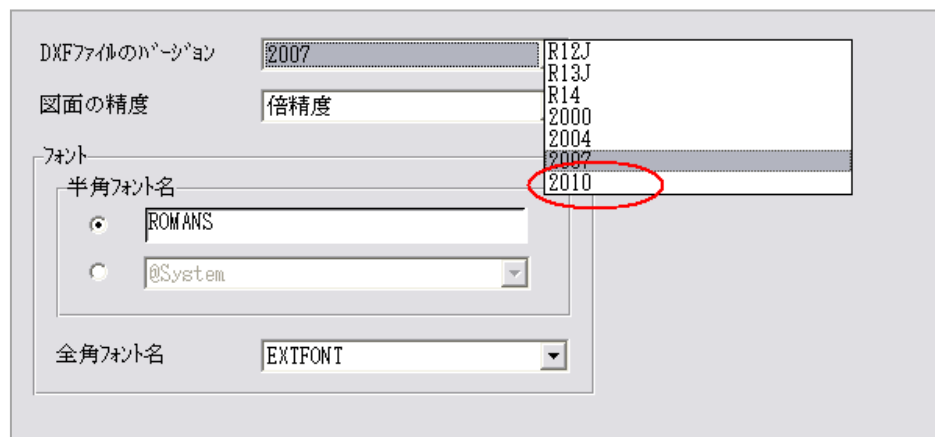 DXFﾌｧｲﾙのﾊﾞｰｼﾞｮﾝ
2007
R12J
R13J
R14
2000
2004
2007
2010
図面の精度
倍精度
ﾌｫﾝﾄ
半角ﾌｫﾝﾄ名
ROMANS
@System
全角ﾌｫﾝﾄ名
EXTFONT